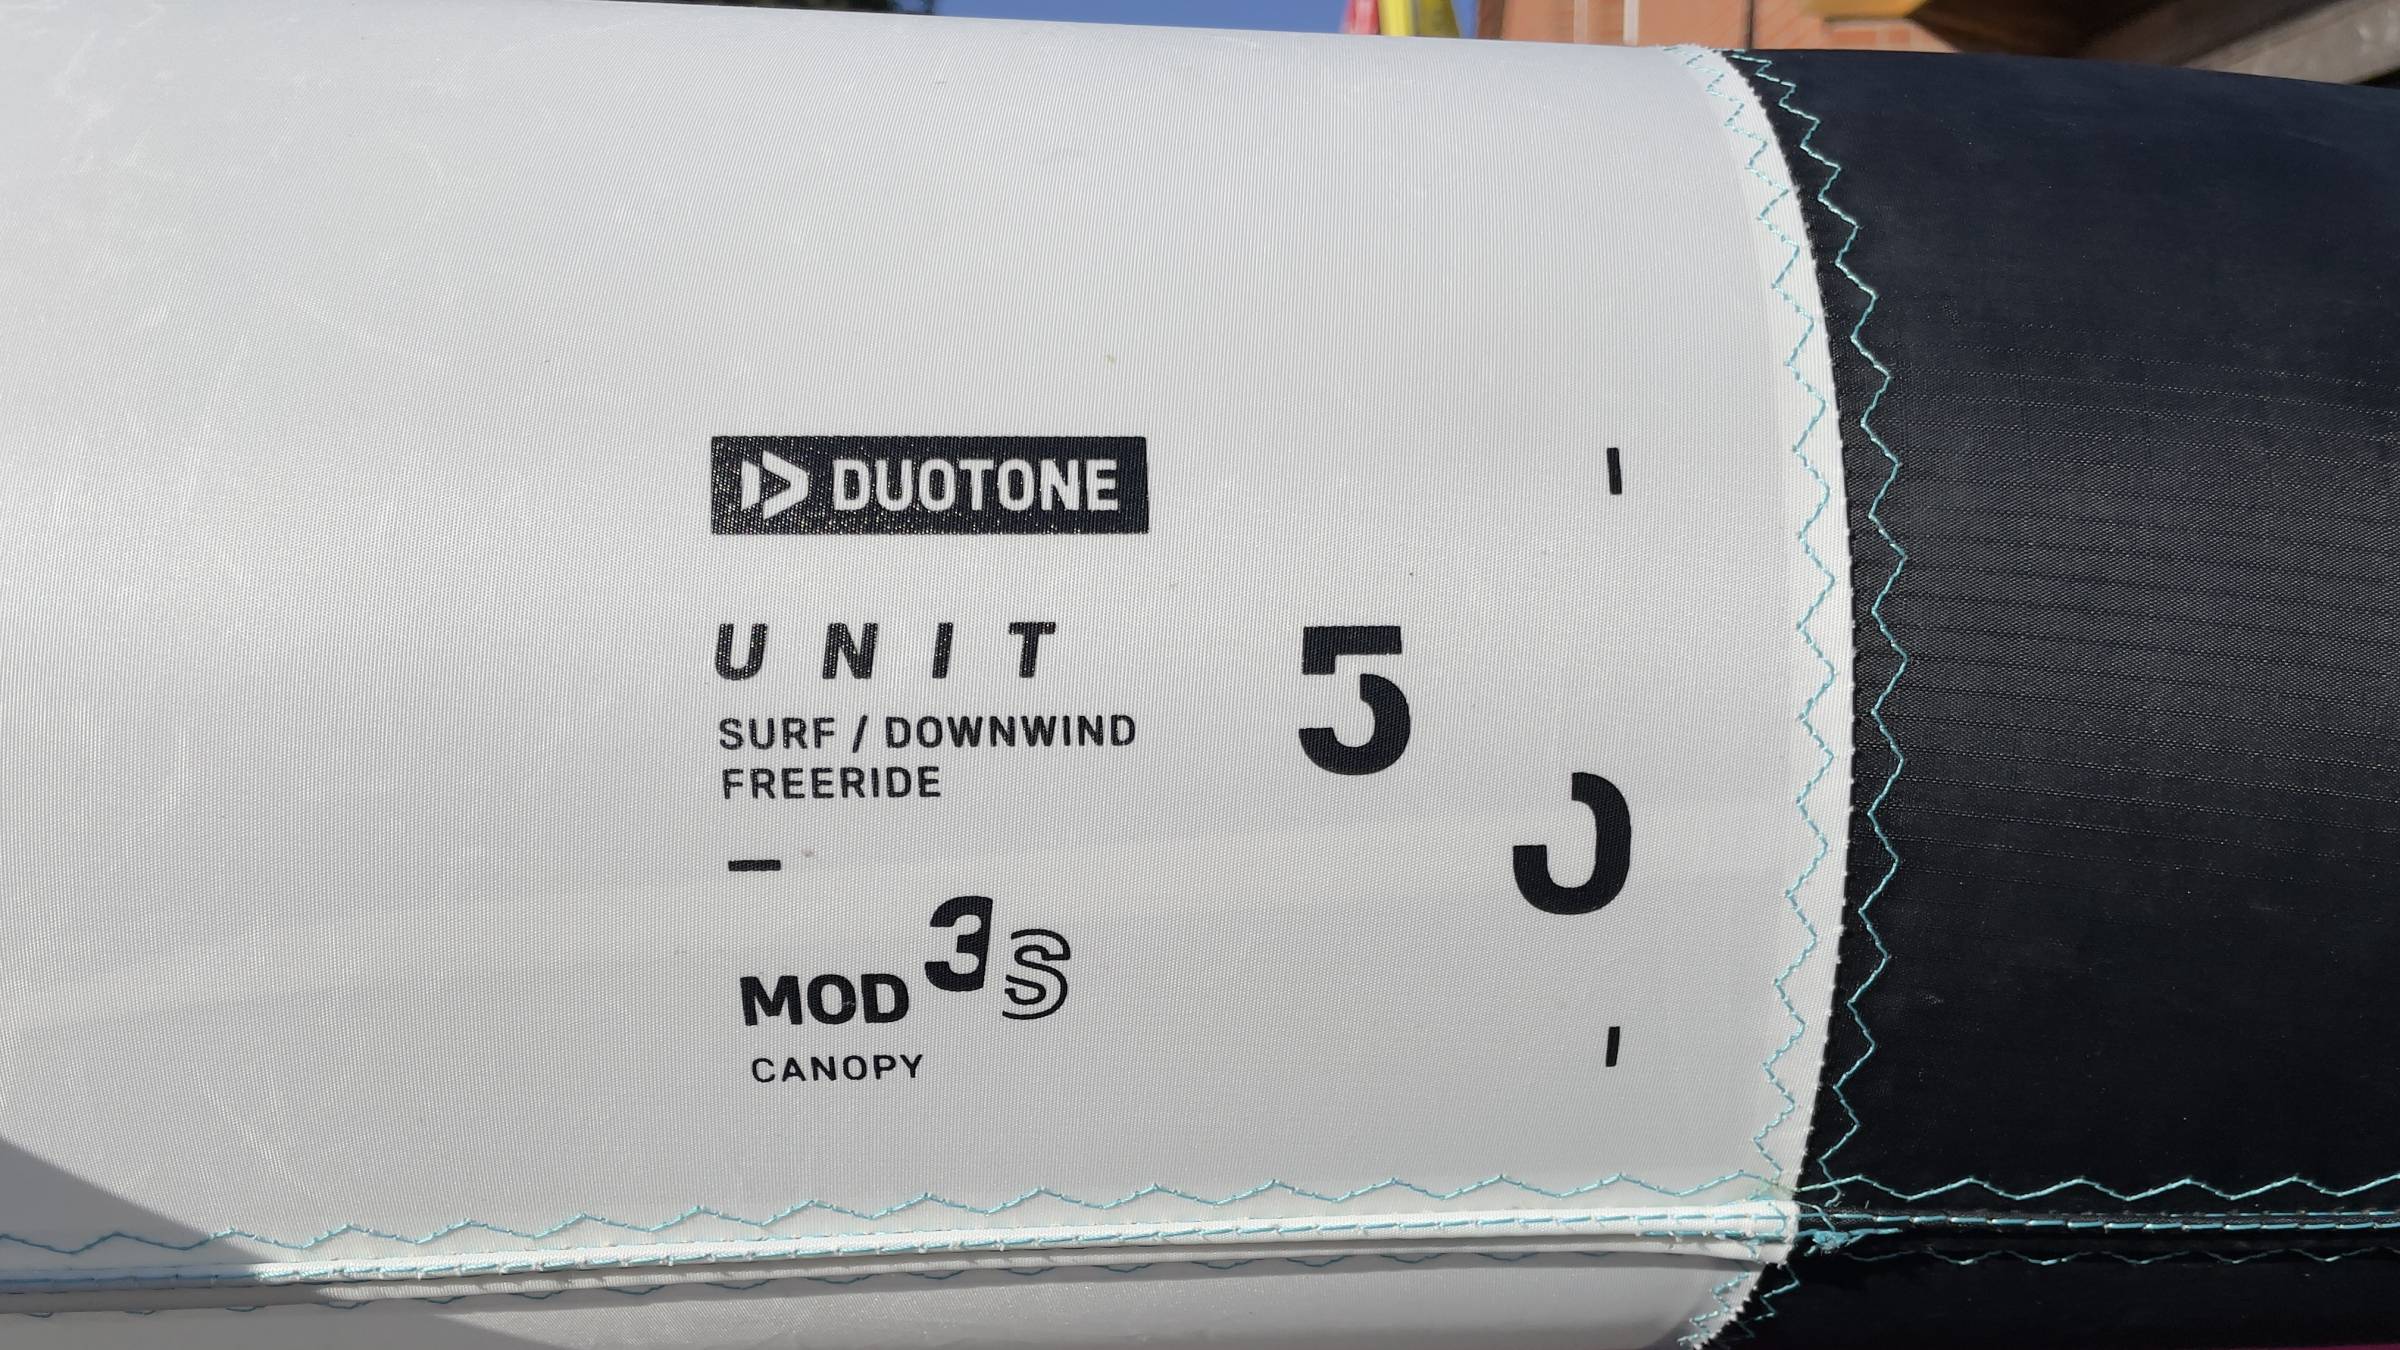 DUOTONE
UNIT
SURF / DOWNWIND
FREERIDE
–
MOD 3S
CANOPY
5